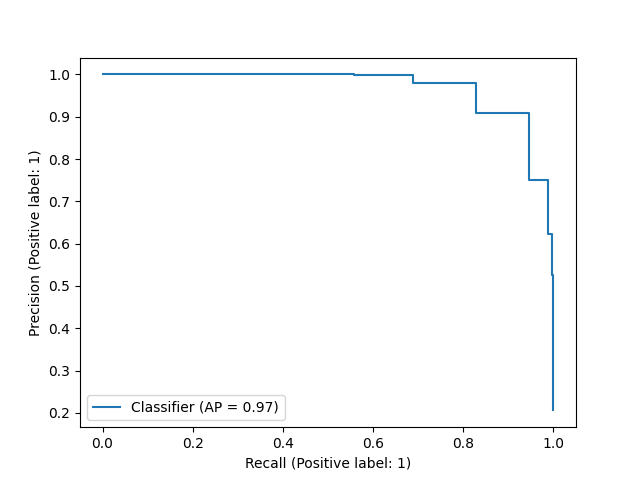 1.0
0.9
0.8
0.7
0.6
0.5
0.4
0.3
0.2
Precision (Positive label: 1)
Classifier (AP = 0.97)
0.0 0.2 0.4 0.6 0.8 1.0
Recall (Positive label: 1)